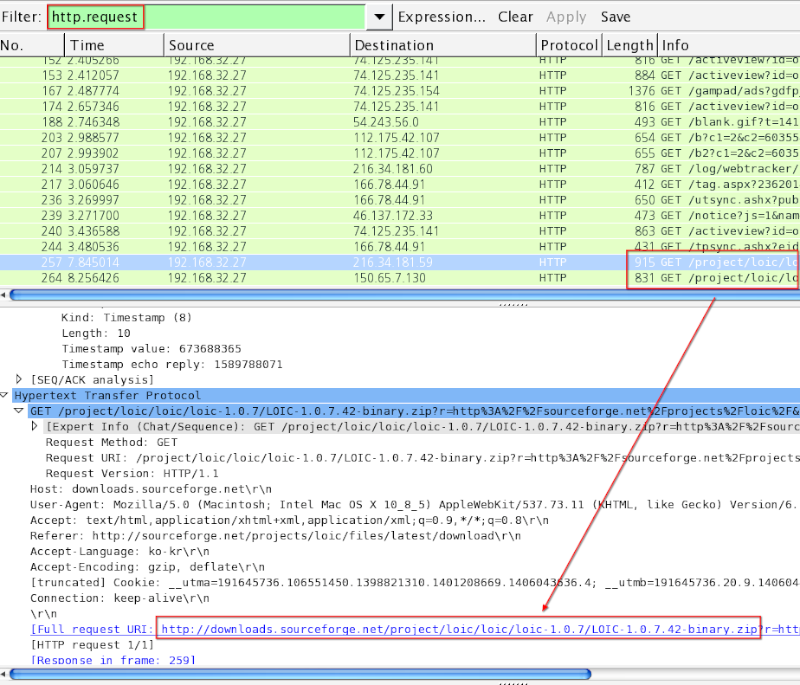 Filter: http.request Expression... Clear Apply Save
No. Time Source Destination Protocol Length Info
152 2.405266 192.168.32.27 74.125.235.141 HTTP 816 GET /activeview?id=o
153 2.412057 192.168.32.27 74.125.235.141 HTTP 884 GET /activeview?id=o
167 2.487774 192.168.32.27 74.125.235.154 HTTP 1376 GET /gampad/ads?gdfp_
174 2.657346 192.168.32.27 74.125.235.141 HTTP 816 GET /activeview?id=o
188 2.746348 192.168.32.27 54.243.56.0 HTTP 493 GET /blank.gif?t=141
203 2.988577 192.168.32.27 112.175.42.107 HTTP 654 GET /b?c1=2&c2=60355
207 2.993902 192.168.32.27 112.175.42.107 HTTP 655 GET /b2?c1=2&c2=6035
214 3.059737 192.168.32.27 216.34.181.60 HTTP 787 GET /log/webtracker/
217 3.060646 192.168.32.27 166.78.44.91 HTTP 412 GET /tag.aspx?236201
236 3.269997 192.168.32.27 166.78.44.91 HTTP 650 GET /utsync.ashx?pub
239 3.271700 192.168.32.27 46.137.172.33 HTTP 473 GET /notice?js=1&nam
240 3.436588 192.168.32.27 74.125.235.141 HTTP 863 GET /activeview?id=o
244 3.480536 192.168.32.27 166.78.44.91 HTTP 431 GET /tpsync.ashx?eid
257 7.845014 192.168.32.27 216.34.181.59 HTTP 915 GET /project/loic/lo
264 8.256426 192.168.32.27 150.65.7.130 HTTP 831 GET /project/loic/lo
Kind: Timestamp (8)
Length: 10
Timestamp value: 673688365
Timestamp echo reply: 1589788071
[SEQ/ACK analysis]
Hypertext Transfer Protocol
GET /project/loic/loic/loic-1.0.7/LOIC-1.0.7.42-binary.zip?r=http%3A%2F%2Fsourceforge.net%2Fprojects%2Floic%2F&
[Expert Info (Chat/Sequence): GET /project/loic/loic/loic-1.0.7/LOIC-1.0.7.42-binary.zip?r=http%3A%2F%2Fsourc
Request Method: GET
Request URI: /project/loic/loic/loic-1.0.7/LOIC-1.0.7.42-binary.zip?r=http%3A%2F%2Fsourceforge.net%2Fprojects
Request Version: HTTP/1.1
Host: downloads.sourceforge.net\r\n
User-Agent: Mozilla/5.0 (Macintosh; Intel Mac OS X 10_8_5) AppleWebKit/537.73.11 (KHTML, like Gecko) Version/6.
Accept: text/html,application/xhtml+xml,application/xml;q=0.9,*/*;q=0.8\r\n
Referer: http://sourceforge.net/projects/loic/files/latest/download\r\n
Accept-Language: ko-kr\r\n
Accept-Encoding: gzip, deflate\r\n
[truncated] Cookie: __utma=191645736.106551450.1398821310.1401208669.1406043636.4; __utmb=191645736.20.9.140604
Connection: keep-alive\r\n
\r\n
[Full request URI: http://downloads.sourceforge.net/project/loic/loic/loic-1.0.7/LOIC-1.0.7.42-binary.zip?r=htt
[HTTP request 1/1]
[Response in frame: 259]